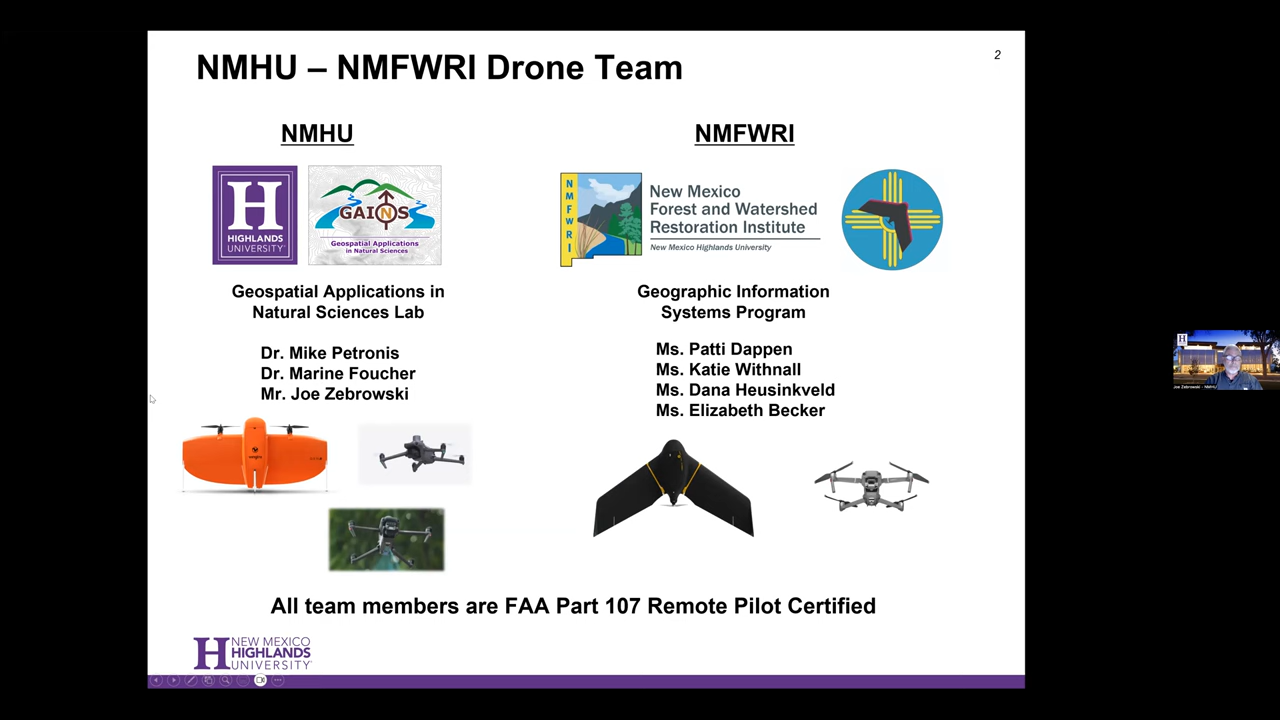 2
NMHU – NMFWRI Drone Team
NMHU
NMFWRI
H
HIGHLANDS
UNIVERSITY
GAINS
Geospatial Applications
in Natural Sciences
NMFWRI
New Mexico
Forest and Watershed
Restoration Institute
New Mexico Highlands University
Geospatial Applications in
Natural Sciences Lab
Dr. Mike Petronis
Dr. Marine Foucher
Mr. Joe Zebrowski
Geographic Information
Systems Program
Ms. Patti Dappen
Ms. Katie Withnall
Ms. Dana Heusinkveld
Ms. Elizabeth Becker
All team members are FAA Part 107 Remote Pilot Certified
H NEW MEXICO
HIGHLANDS
UNIVERSITY
H
Joe Zebrowski - NMHU